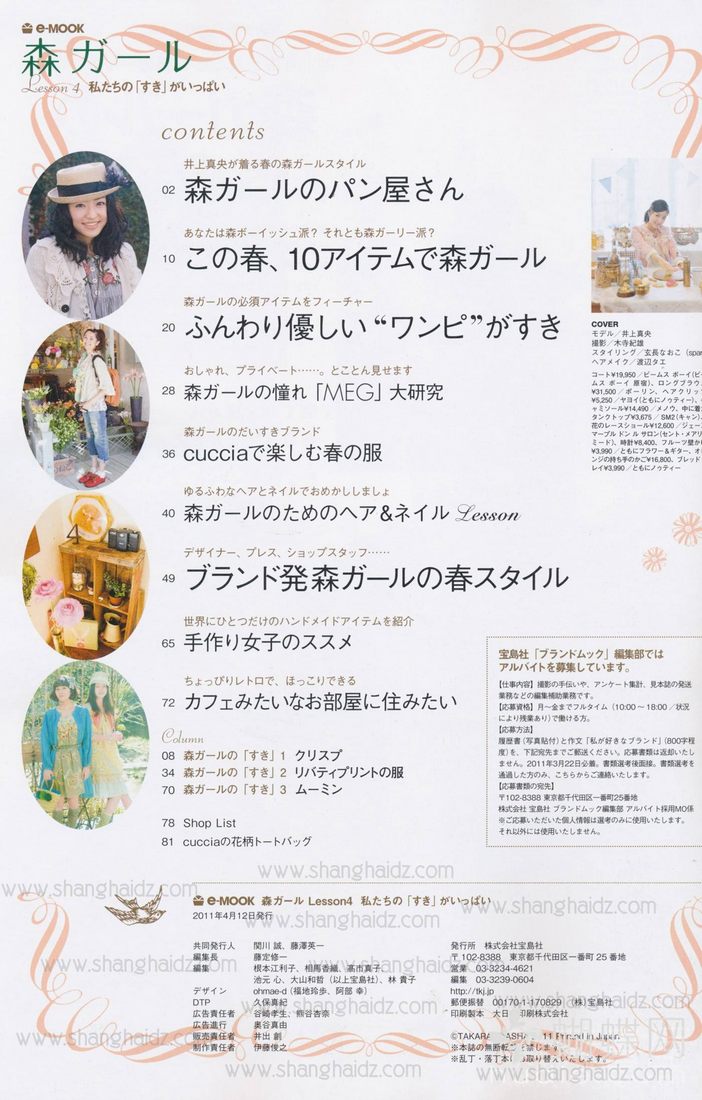 e-MOOK
森ガール
Lesson 4 私たちの「すき」がいっぱい
contents
井上真央が着る春の森ガールスタイル
02 森ガールのパン屋さん
あなたは森ボーイッシュ派? それとも森ガーリー派?
10 この春、10アイテムで森ガール
森ガールの必須アイテムをフィーチャー
20 ふんわり優しい“ワンピ”がすき
おしゃれ、プライベート……。とことん見せます
28 森ガールの憧れ「MEG」大研究
森ガールのだいすきブランド
36 cucciaで楽しむ春の服
ゆるふわなヘアとネイルでおめかししましょ
40 森ガールのためのヘア&ネイル Lesson
デザイナー、プレス、ショップスタッフ……
49 ブランド発森ガールの春スタイル
世界にひとつだけのハンドメイドアイテムを紹介
65 手作り女子のススメ
ちょっぴりレトロで、ほっこりできる
72 カフェみたいなお部屋に住みたい
Column
08 森ガールの「すき」1 クリスプ
34 森ガールの「すき」2 リバティプリントの服
70 森ガールの「すき」3 ムーミン
78 Shop List
81 cucciaの花柄トートバッグ
COVER
モデル/井上真央
撮影/木寺紀雄
スタイリング/玄長なおこ(spar
ヘアメイク/渡辺タエ
コート¥19,950/ビームス ボーイ(ビー
ムス ボーイ 原宿)、ロングブラウ
¥31,500/ポーリン、ヘアクリップ
¥5,250/ヤヨイ(ともにノゥティー)、
ャミソール¥14,490/メノウ、中に着た
タンクトップ¥3,675/SM2(キャン)、
花のレースショール¥12,600/ジェー
マーブル ドン ル サロン(セント・メアリ
ミード)、時計¥8,400、フルーツ壁か
¥3,990/ともにフラワー&ギター、オレ
ンジの持ち手のかご¥16,800、ブレッド
レイ¥3,990/ともにノゥティー
宝島社「ブランドムック」編集部では
アルバイトを募集しています。
【仕事内容】撮影の手伝いや、アンケート集計、見本誌の発送
業務などの編集補助業務です。
【応募資格】月〜金までフルタイム(10:00〜18:00/状況
により残業あり)で働ける方。
【応募方法】
履歴書(写真貼付)と作文「私が好きなブランド」(800字程
度)を、下記宛先までご郵送ください。応募書類は返却いたし
ません。2011年3月22日必着。書類選考後面接。書類選考を
通過した方のみ、こちらからご連絡いたします。
【応募書類の宛先】
〒102-8388 東京都千代田区一番町25番地
株式会社 宝島社 ブランドムック編集部 アルバイト採用MO係
※ご応募いただいた個人情報は選考のみに使用いたします。
それ以外には使用いたしません。
www.shanghaidz.com
www.shanghaidz.com
www.shanghaidz.com
e-MOOK 森ガール Lesson4 私たちの「すき」がいっぱい
2011年4月12日発行
共同発行人 関川 誠、藤澤英一
編集長 藤定修一
編集 根本江利子、相馬香織、高市真子
池元 心、大山和哲(以上宝島社)、林 貴子
デザイン ohmae-d(福地玲歩、阿部 幸)
DTP 久保真紀
広告責任者 谷崎孝生、熊谷杏奈
広告進行 奥谷真由
販売責任者 井出 創
制作責任者 伊藤俊之
発行所 株式会社宝島社
〒102-8388 東京都千代田区一番町25番地
営業 03-3234-4621
編集 03-3239-0604
http://tkj.jp
郵便振替 00170-1-170829 (株)宝島社
印刷製本 大日 印刷株式会社
©TAKARA ASHA 11 Printed in Japan
※本誌の無断転 禁じます。
※乱丁・落丁本 お取り替えいたします。
www.shanghaidz.com
www.shanghaidz.com
www.shanghaidz.com
www.shanghaidz.com
www.shanghaidz.com
www.shanghaidz.com
www.shanghaidz.com